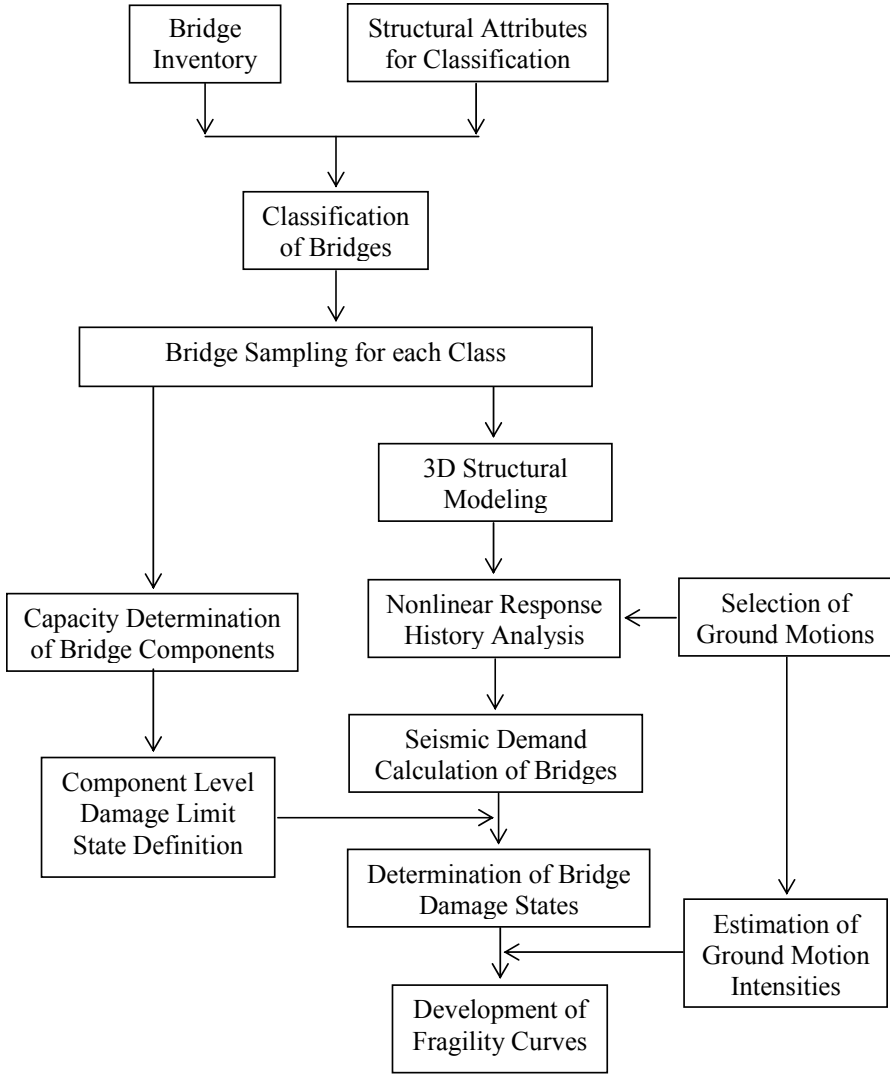 Bridge
Inventory
Structural Attributes
for Classification
Classification
of Bridges
Bridge Sampling for each Class
3D Structural
Modeling
Capacity Determination
of Bridge Components
Nonlinear Response
History Analysis
Selection of
Ground Motions
Seismic Demand
Calculation of Bridges
Component Level
Damage Limit
State Definition
Determination of Bridge
Damage States
Estimation of
Ground Motion
Intensities
Development of
Fragility Curves